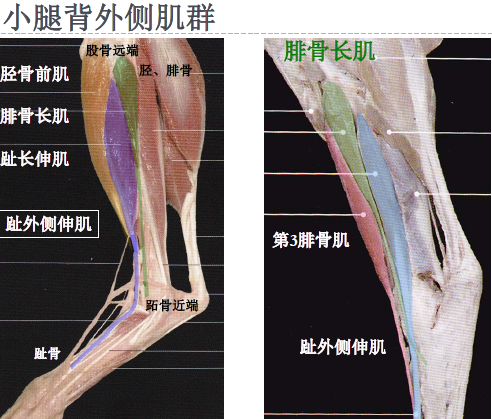 小腿背外侧肌群
股骨远端
胫骨前肌
胫、腓骨
腓骨长肌
趾长伸肌
趾外侧伸肌
跖骨近端
趾骨
腓骨长肌
第3腓骨肌
趾外侧伸肌